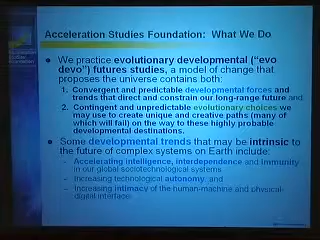 Acceleration Studies Foundation: What We Do
We practice evolutionary developmental ("evo
devo") futures studies, a model of change that
proposes the universe contains both:
1. Convergent and predictable developmental forces and
trends that direct and constrain our long-range future and
2. Contingent and unpredictable evolutionary choices we
may use to create unique and creative paths (many of
which will fail) on the way to these highly probable
developmental destinations.
Some developmental trends that may be intrinsic to
the future of complex systems on Earth include:
– Accelerating intelligence, interdependence and immunity
in our global sociotechnological systems
– Increasing technological autonomy, and
– Increasing intimacy of the human-machine and physical-
digital interface.